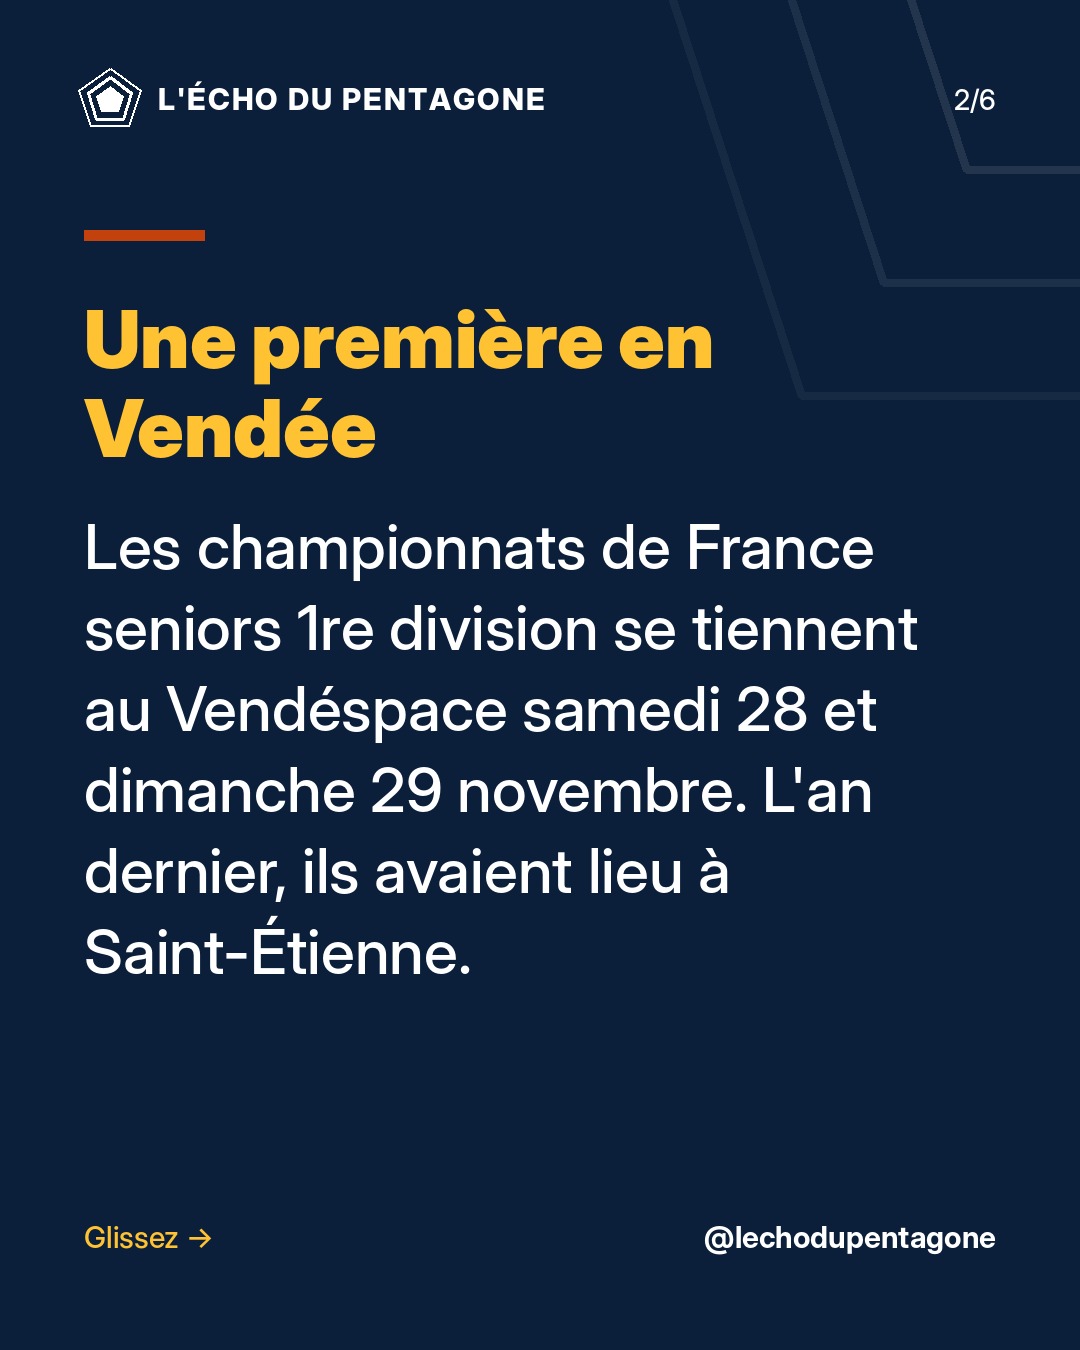 L'ÉCHO DU PENTAGONE
2/6
Une première en
Vendée
Les championnats de France
seniors 1re division se tiennent
au Vendéspace samedi 28 et
dimanche 29 novembre. L'an
dernier, ils avaient lieu à
Saint-Étienne.
Glissez →
@lechodupentagone